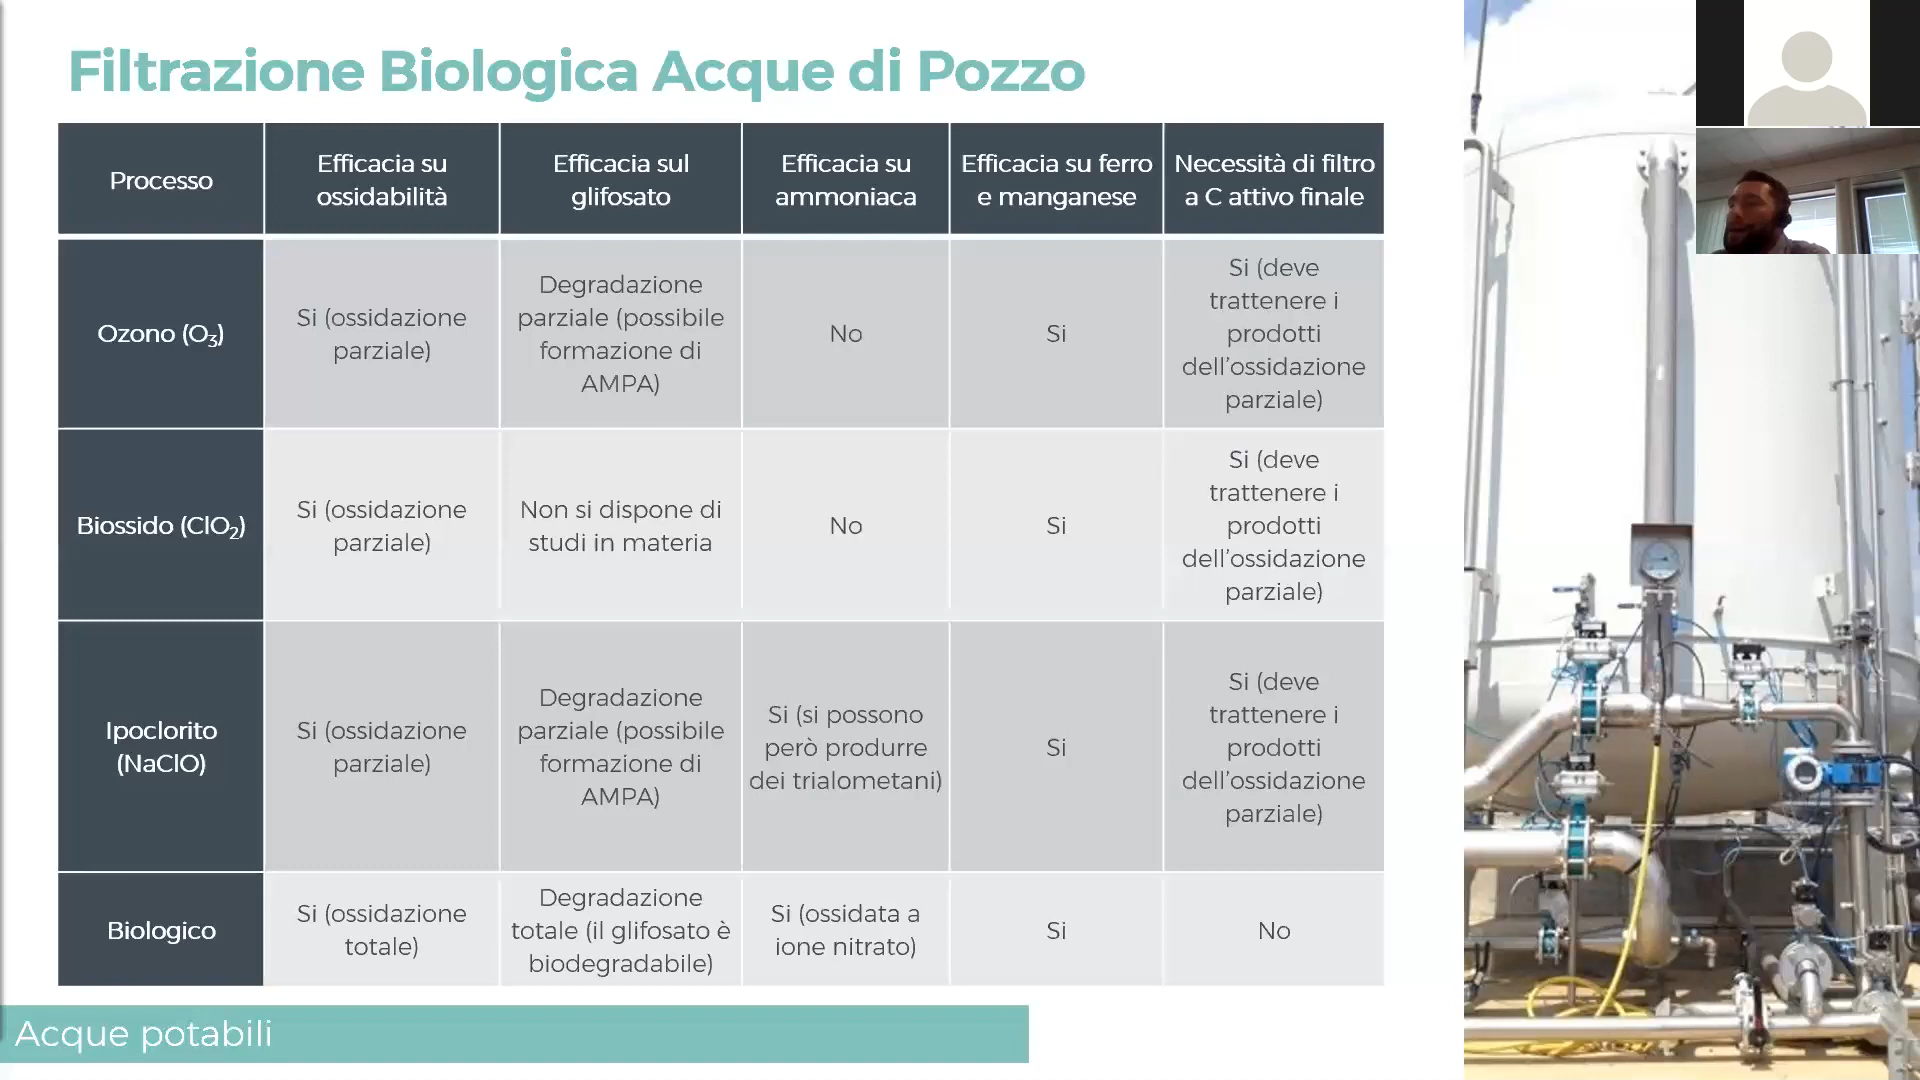 Filtrazione Biologica Acque di Pozzo
Processo
Efficacia su
ossidabilità
Efficacia sul
glifosato
Efficacia su
ammoniaca
Efficacia su ferro
e manganese
Necessità di filtro
a C attivo finale
Ozono (O₃)
Si (ossidazione
parziale)
Degradazione
parziale (possibile
formazione di
AMPA)
No
Si
Si (deve
trattenere i
prodotti
dell'ossidazione
parziale)
Biossido (ClO₂)
Si (ossidazione
parziale)
Non si dispone di
studi in materia
No
Si
Si (deve
trattenere i
prodotti
dell'ossidazione
parziale)
Ipoclorito
(NaClO)
Si (ossidazione
parziale)
Degradazione
parziale (possibile
formazione di
AMPA)
Si (si possono
però produrre
dei trialometani)
Si
Si (deve
trattenere i
prodotti
dell'ossidazione
parziale)
Biologico
Si (ossidazione
totale)
Degradazione
totale (il glifosato è
biodegradabile)
Si (ossidata a
ione nitrato)
Si
No
Acque potabili